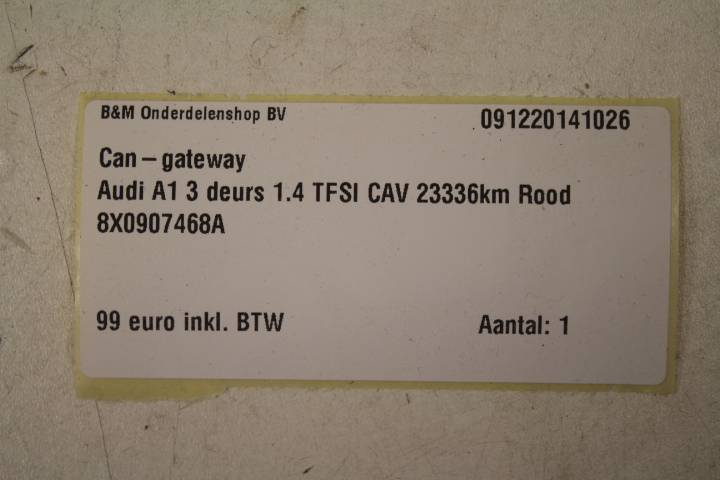 B&M Onderdelenshop BV 091220141026
Can - gateway
Audi A1 3 deurs 1.4 TFSI CAV 23336km Rood
8X0907468A
99 euro inkl. BTW Aantal: 1